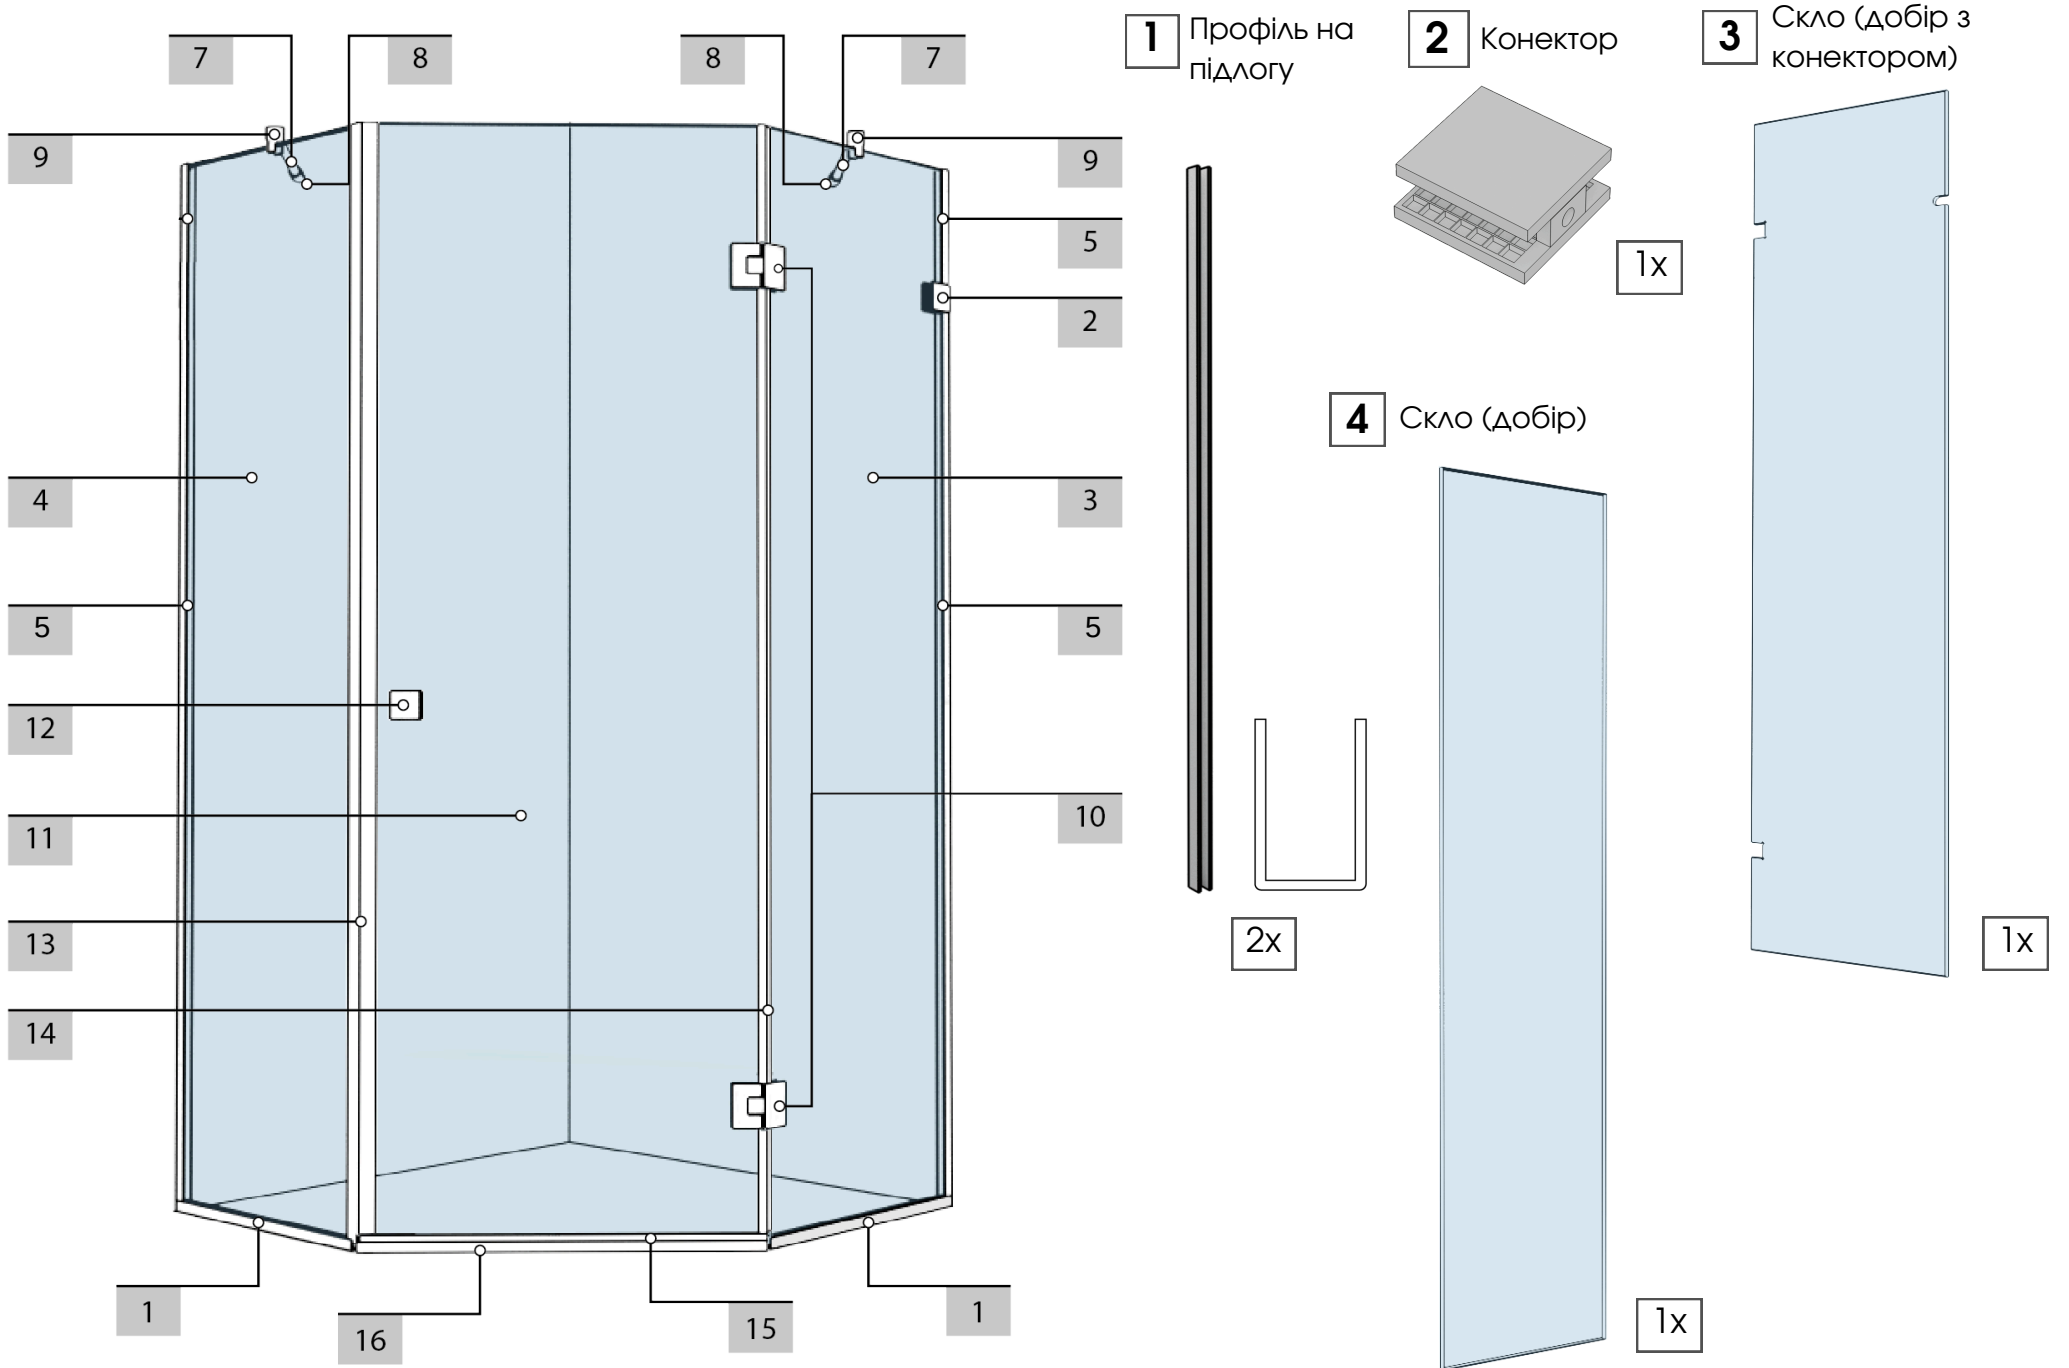 7
8
8
7
9
9
5
2
4
3
5
5
12
11
10
13
14
1
16
15
1
1 Профіль на
підлогу
2 Конектор
3 Скло (добір з
конектором)
1x
4 Скло (добір)
2x
1x
1x